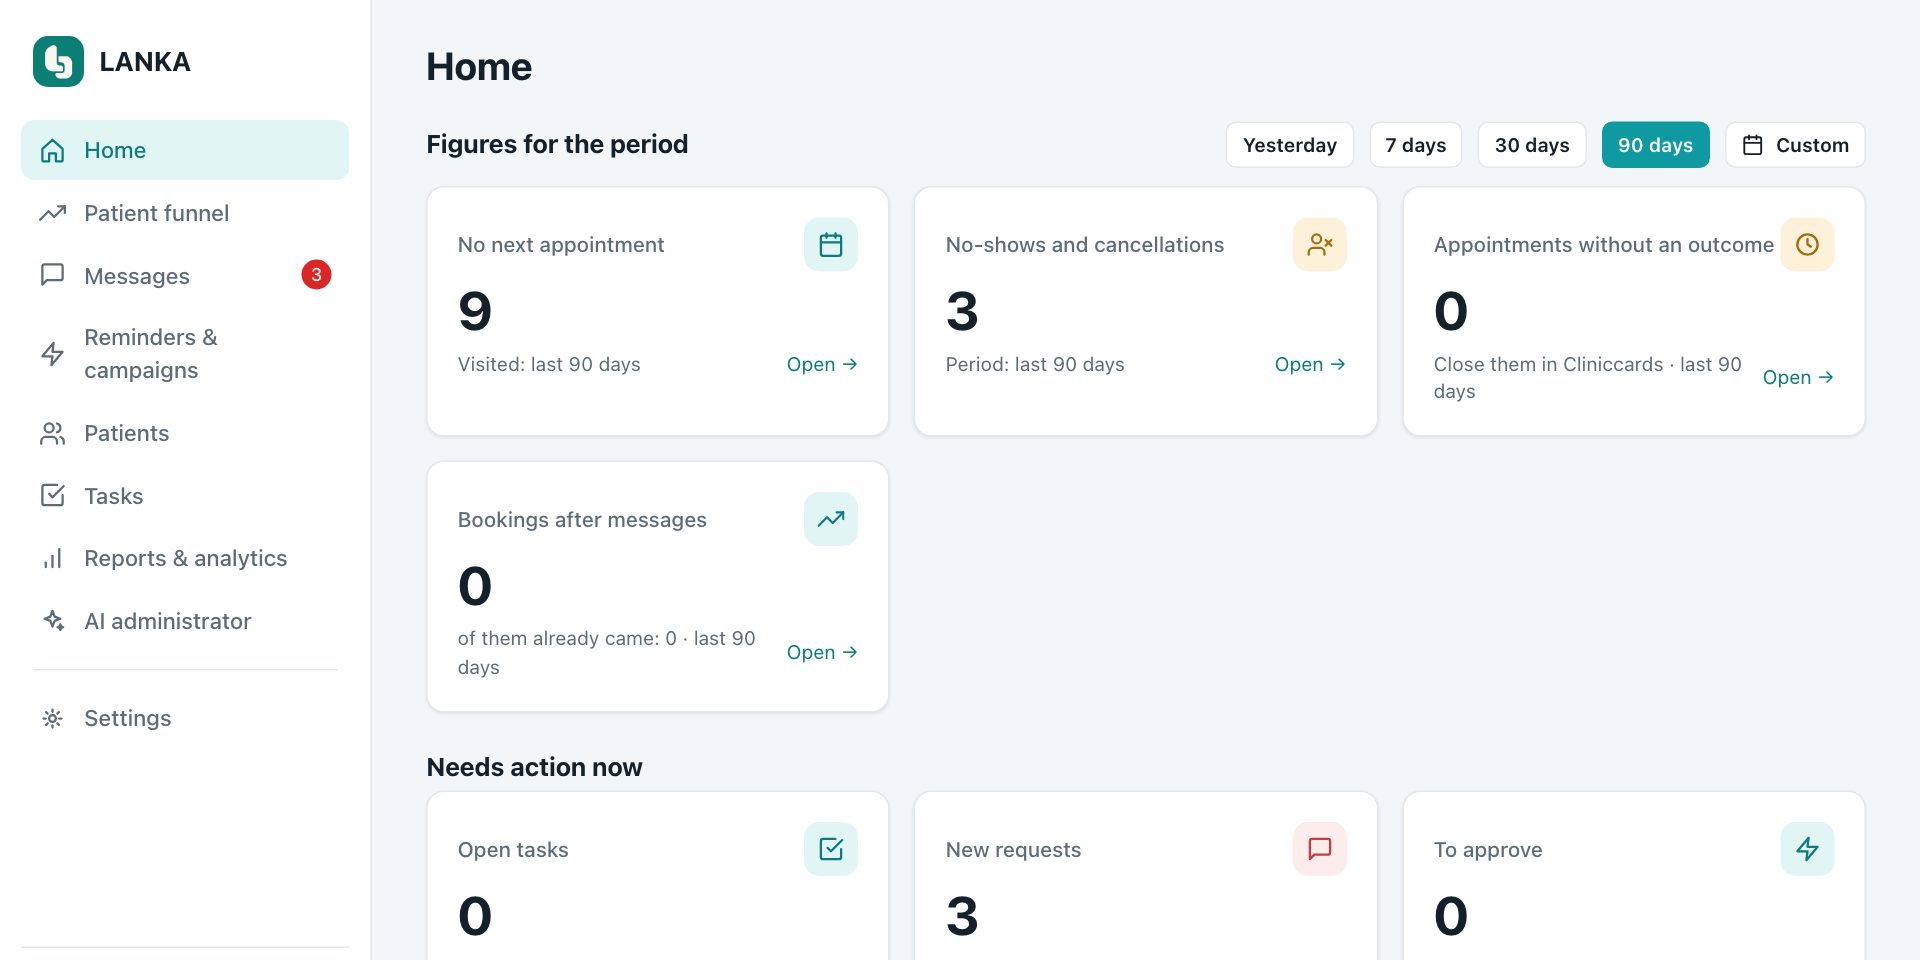 LANKA
Home
Patient funnel
Messages
3
Reminders &
campaigns
Patients
Tasks
Reports & analytics
AI administrator
Settings
Home
Figures for the period
Yesterday
7 days
30 days
90 days
Custom
No next appointment
9
Visited: last 90 days
Open →
No-shows and cancellations
3
Period: last 90 days
Open →
Appointments without an outcome
0
Close them in Cliniccards · last 90
days
Open →
Bookings after messages
0
of them already came: 0 · last 90
days
Open →
Needs action now
Open tasks
0
New requests
3
To approve
0